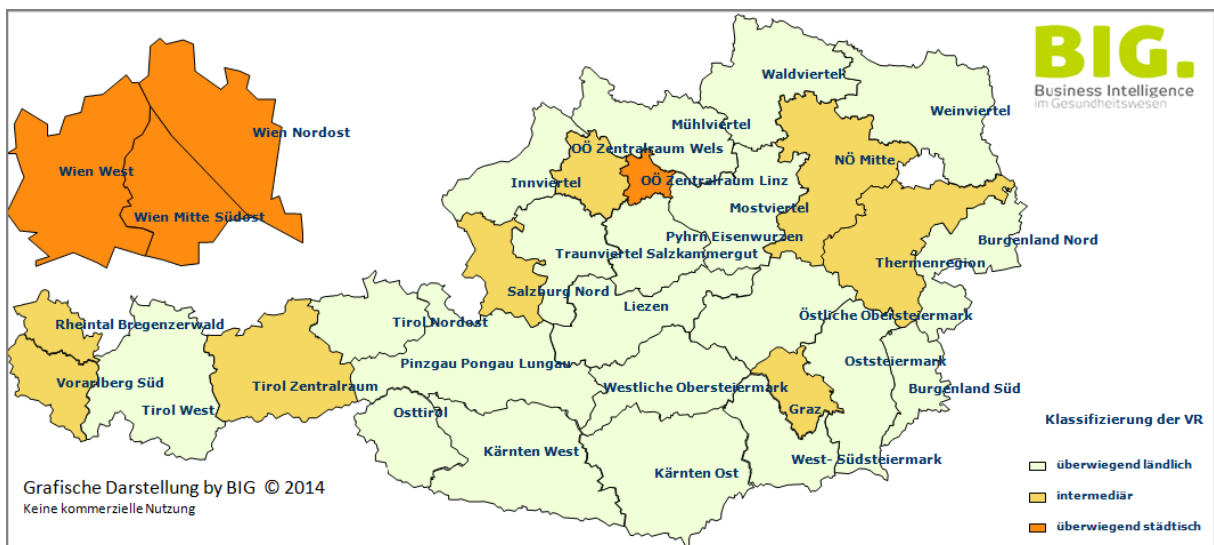 BIG.
Business Intelligence
im Gesundheitswesen
Waldviertel
Weinviertel
Mühlviertel
Wien Nordost
OÖ Zentralraum Wels
NÖ Mitte
Wien West
Innviertel
OÖ Zentralraum Linz
Mostviertel
Wien Mitte Südost
Pyhrn Eisenwurzen
Burgenland Nord
Traunviertel Salzkammergut
Thermenregion
Salzburg Nord
Liezen
Östliche Obersteiermark
Rheintal Bregenzerwald
Tirol Nordost
Pinzgau Pongau Lungau
Oststeiermark
Vorarlberg Süd
Tirol Zentralraum
Westliche Obersteiermark
Burgenland Süd
Tirol West
Osttirol
Graz
Kärnten West
West- Südsteiermark
Kärnten Ost
Klassifizierung der VR
überwiegend ländlich
intermediär
überwiegend städtisch
Grafische Darstellung by BIG © 2014
Keine kommerzielle Nutzung